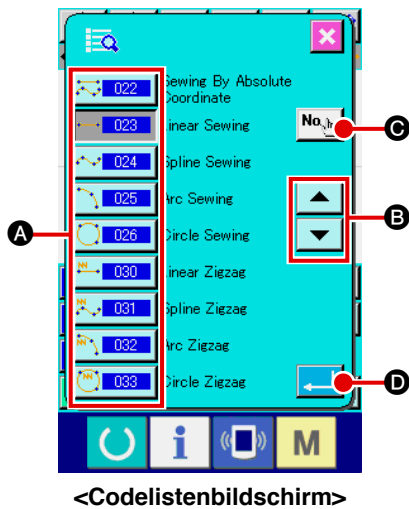 022 Sewing By Absolute
Coordinate
023 Linear Sewing
No.
C
024 Spline Sewing
025 Arc Sewing
B
A
026 Circle Sewing
030 Linear Zigzag
031 Spline Zigzag
032 Arc Zigzag
033 Circle Zigzag
D
i
M
<Codelistenbildschirm>